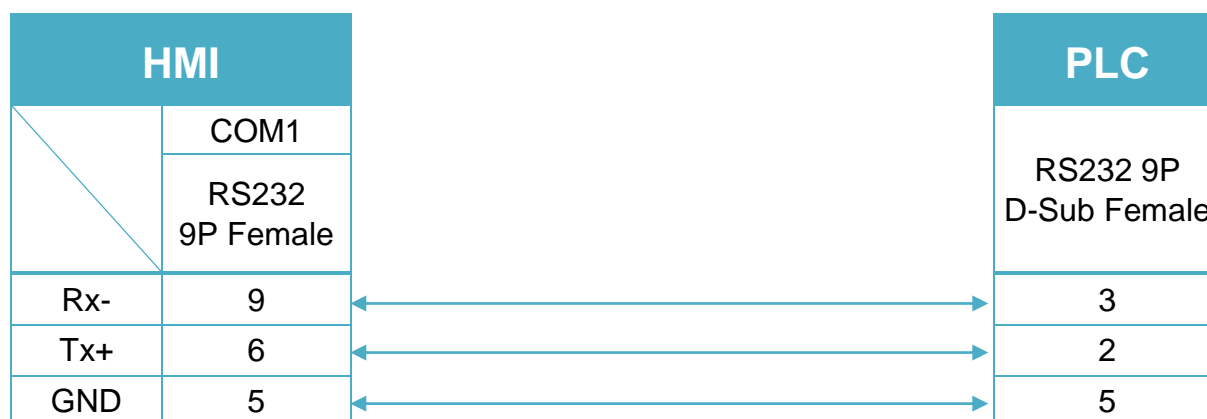 HMI
PLC
COM1
RS232
9P Female
RS232 9P
D-Sub Female
Rx- 9 3
Tx+ 6 2
GND 5 5